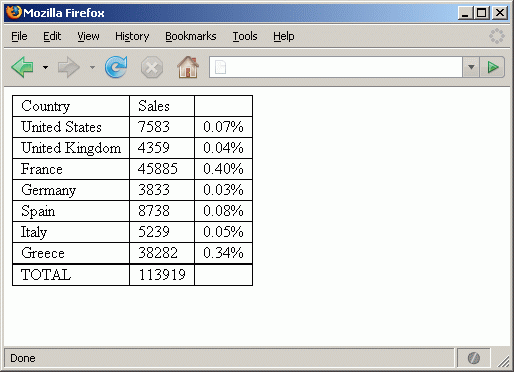 Mozilla Firefox
File Edit View History Bookmarks Tools Help
Country Sales
United States 7583 0.07%
United Kingdom 4359 0.04%
France 45885 0.40%
Germany 3833 0.03%
Spain 8738 0.08%
Italy 5239 0.05%
Greece 38282 0.34%
TOTAL 113919
Done